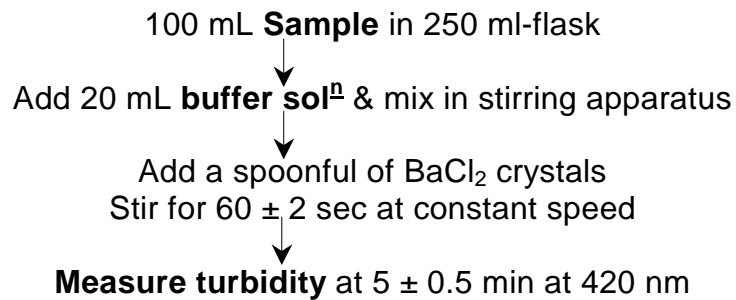 100 mL Sample in 250 ml-flask
Add 20 mL buffer solⁿ & mix in stirring apparatus
Add a spoonful of BaCl₂ crystals
Stir for 60 ± 2 sec at constant speed
Measure turbidity at 5 ± 0.5 min at 420 nm